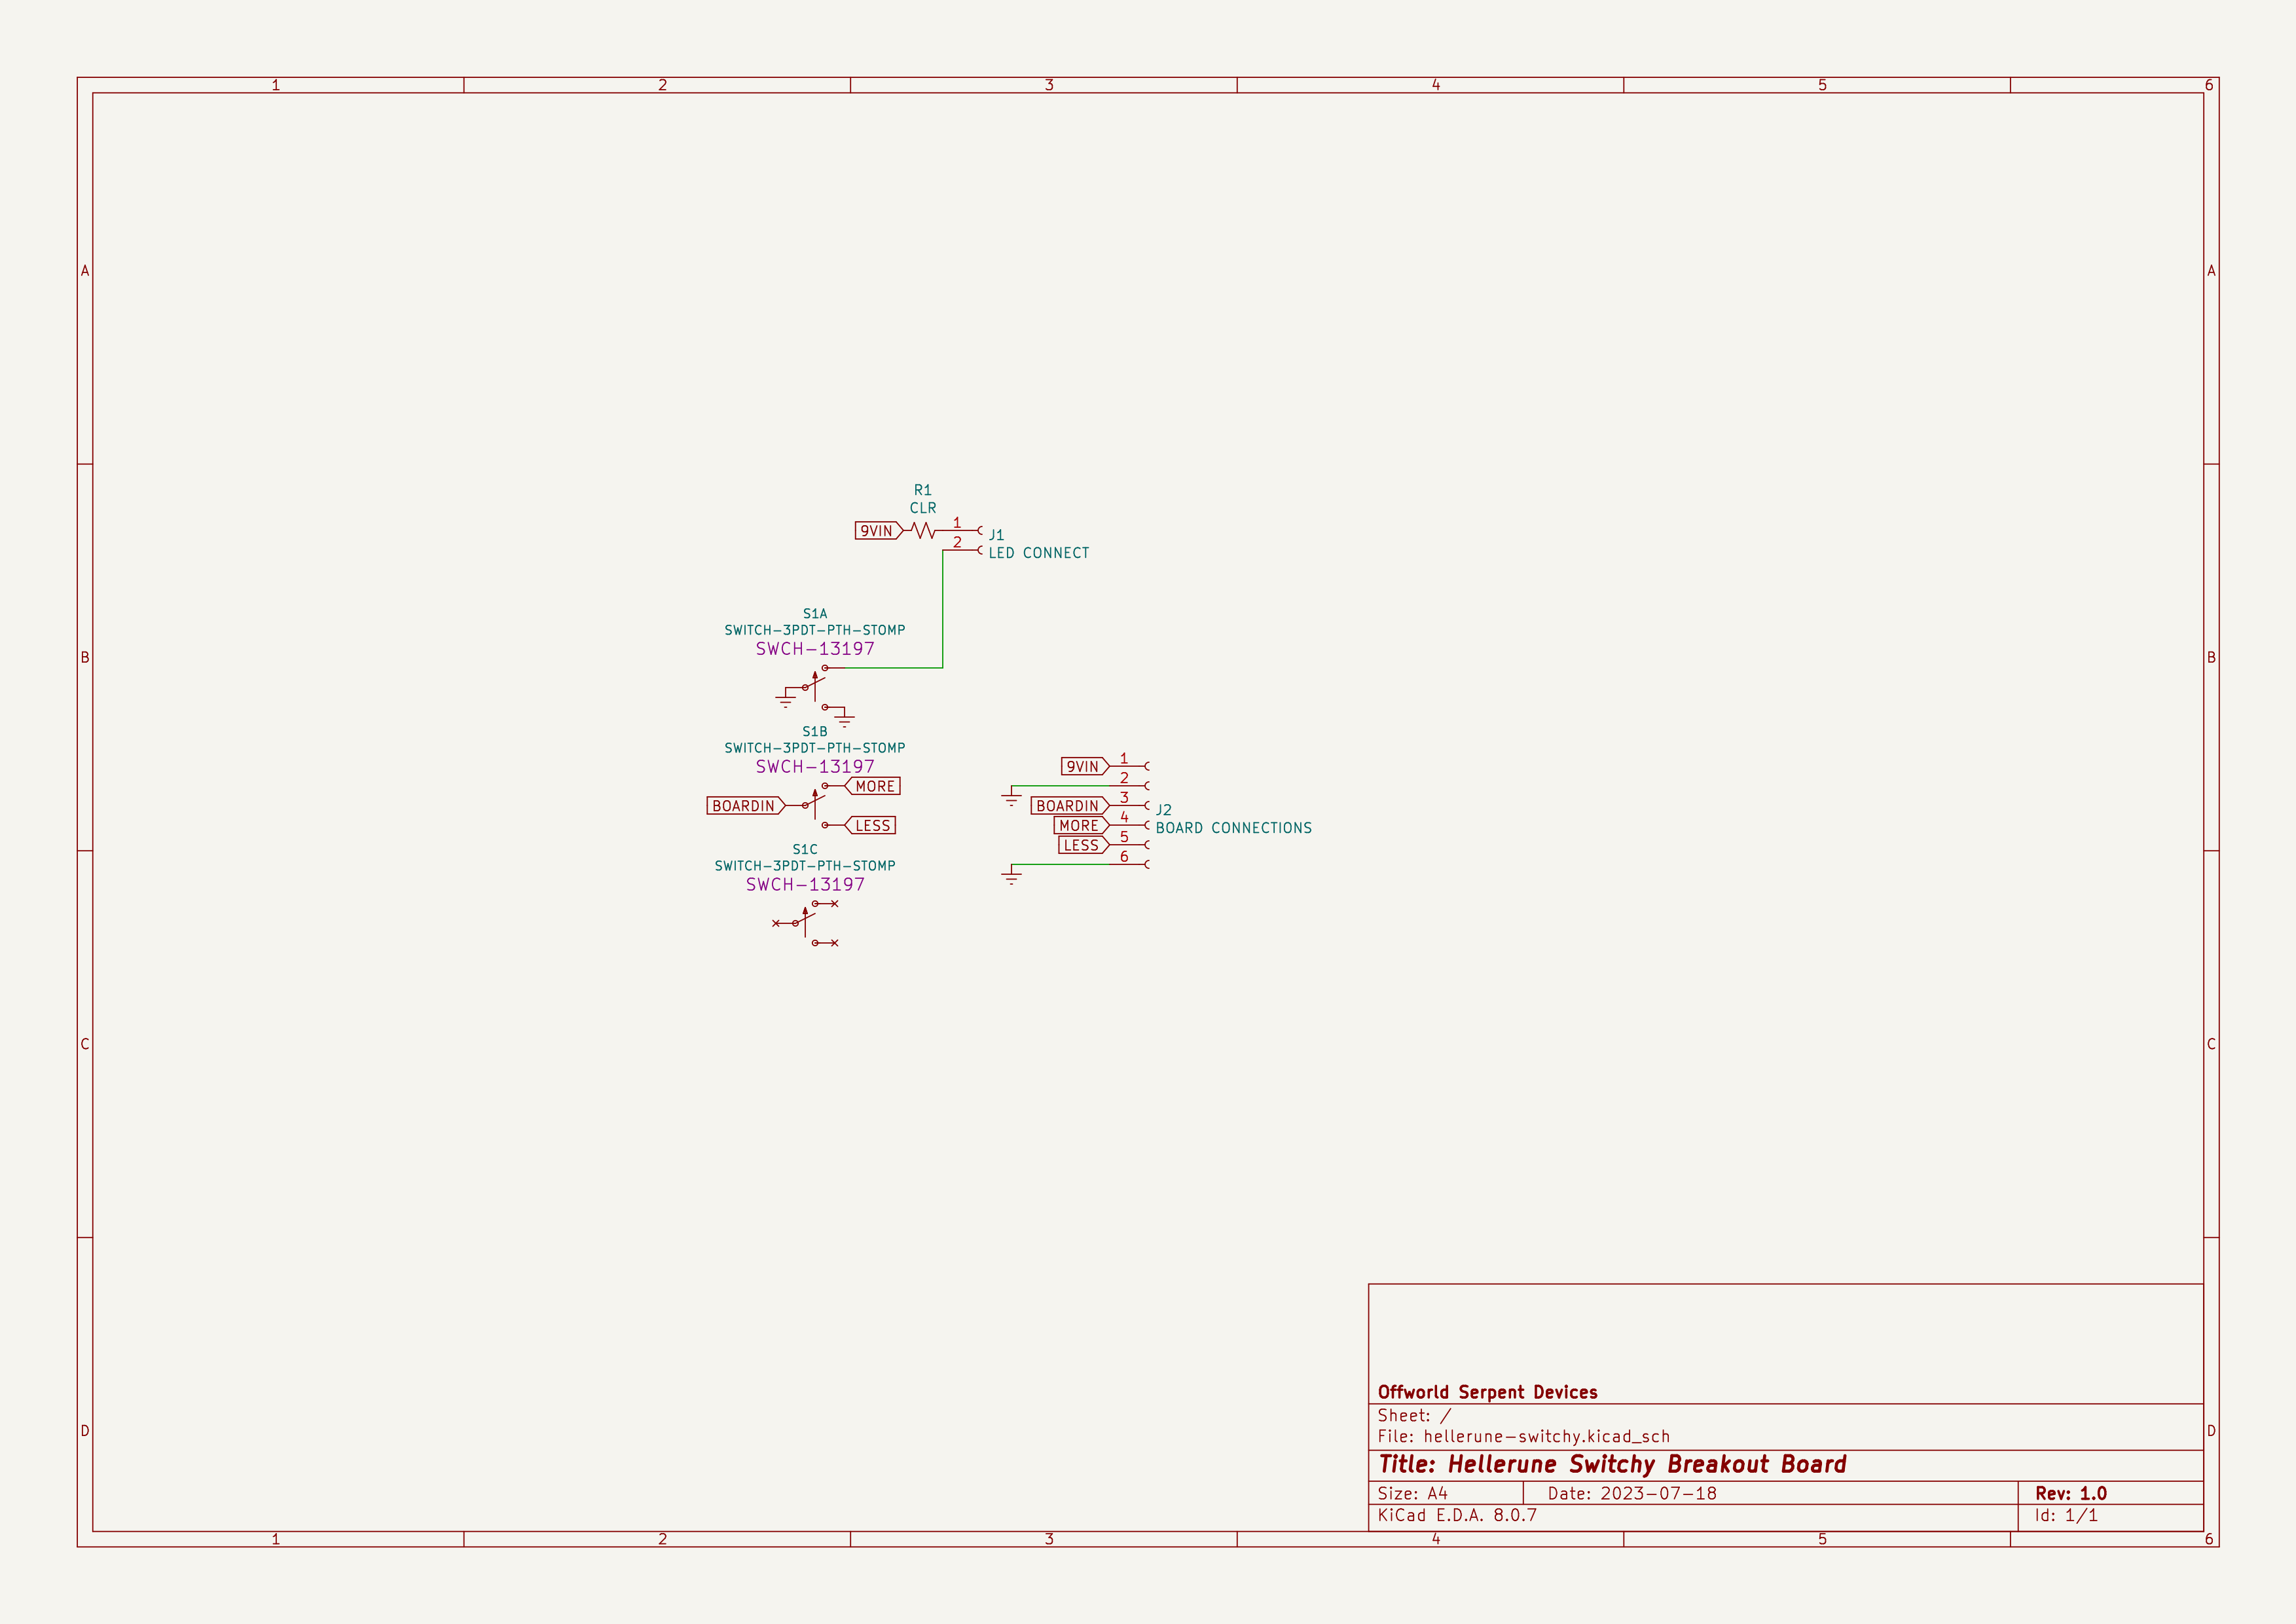 1 2 3 4 5 6
A A
R1
CLR
9VIN 1
2 J1
LED CONNECT
S1A
SWITCH-3PDT-PTH-STOMP
SWCH-13197
B B
S1B
SWITCH-3PDT-PTH-STOMP
SWCH-13197
MORE
BOARDIN
LESS
9VIN 1
2
BOARDIN 3
J2
MORE 4
BOARD CONNECTIONS
LESS 5
6
S1C
SWITCH-3PDT-PTH-STOMP
SWCH-13197
C C
Offworld Serpent Devices
Sheet: /
File: hellerune-switchy.kicad_sch
D D
Title: Hellerune Switchy Breakout Board
Size: A4 Date: 2023-07-18 Rev: 1.0
KiCad E.D.A. 8.0.7 Id: 1/1
1 2 3 4 5 6